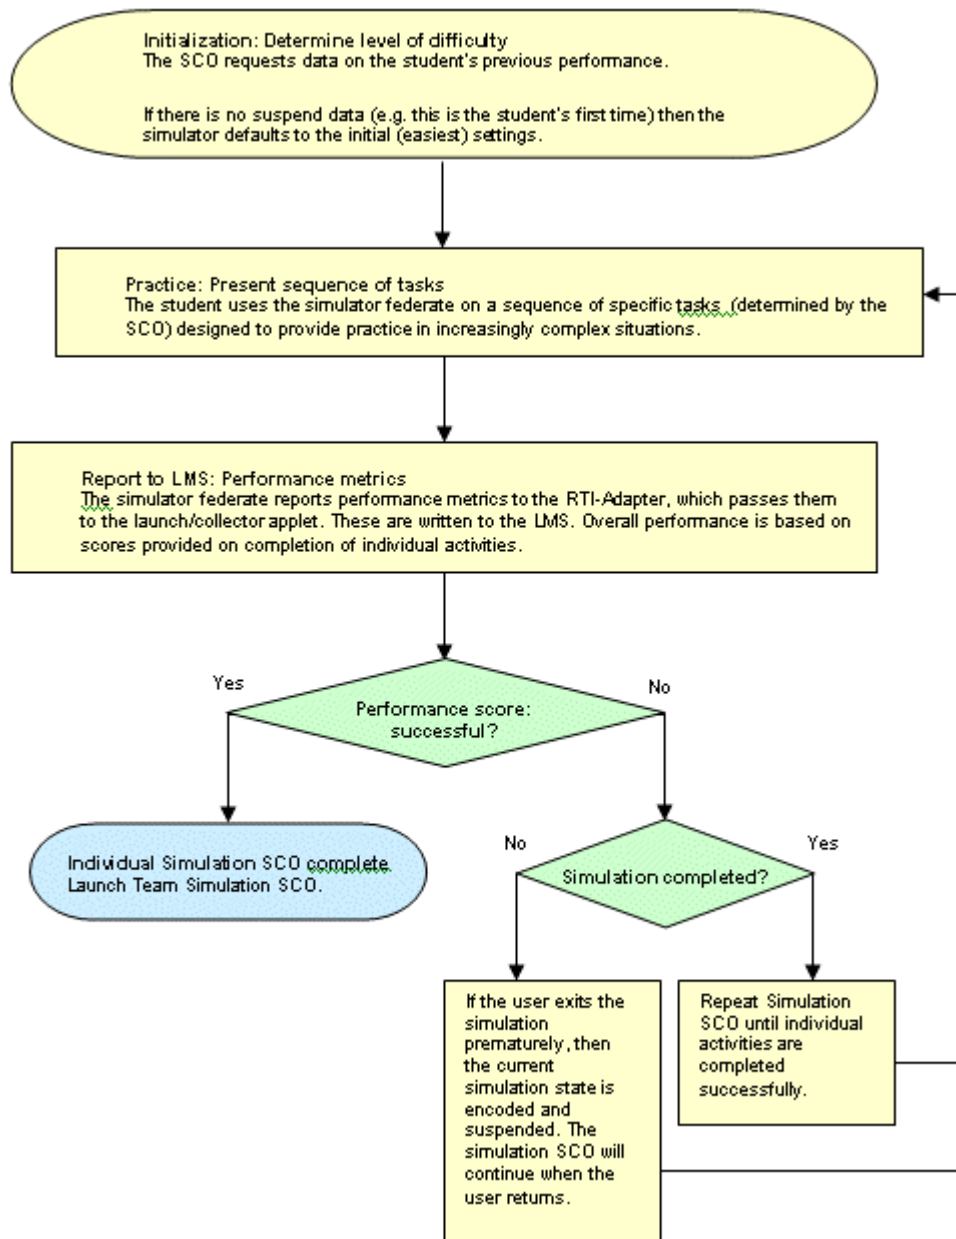 Initialization: Determine level of difficulty
The SCO requests data on the student's previous performance.
If there is no suspend data (e.g. this is the student's first time) then the
simulator defaults to the initial (easiest) settings.
Practice: Present sequence of tasks
The student uses the simulator federate on a sequence of specific tasks (determined by the
SCO) designed to provide practice in increasingly complex situations.
Report to LMS: Performance metrics
The simulator federate reports performance metrics to the RTI-Adapter, which passes them
to the launch/collector applet. These are written to the LMS. Overall performance is based on
scores provided on completion of individual activities.
Yes
No
Performance score:
successful?
Individual Simulation SCO complete
Launch Team Simulation SCO.
No
Yes
Simulation completed?
If the user exits the
simulation
prematurely, then
the current
simulation state is
encoded and
suspended. The
simulation SCO will
continue when the
user returns.
Repeat Simulation
SCO until individual
activities are
completed
successfully.